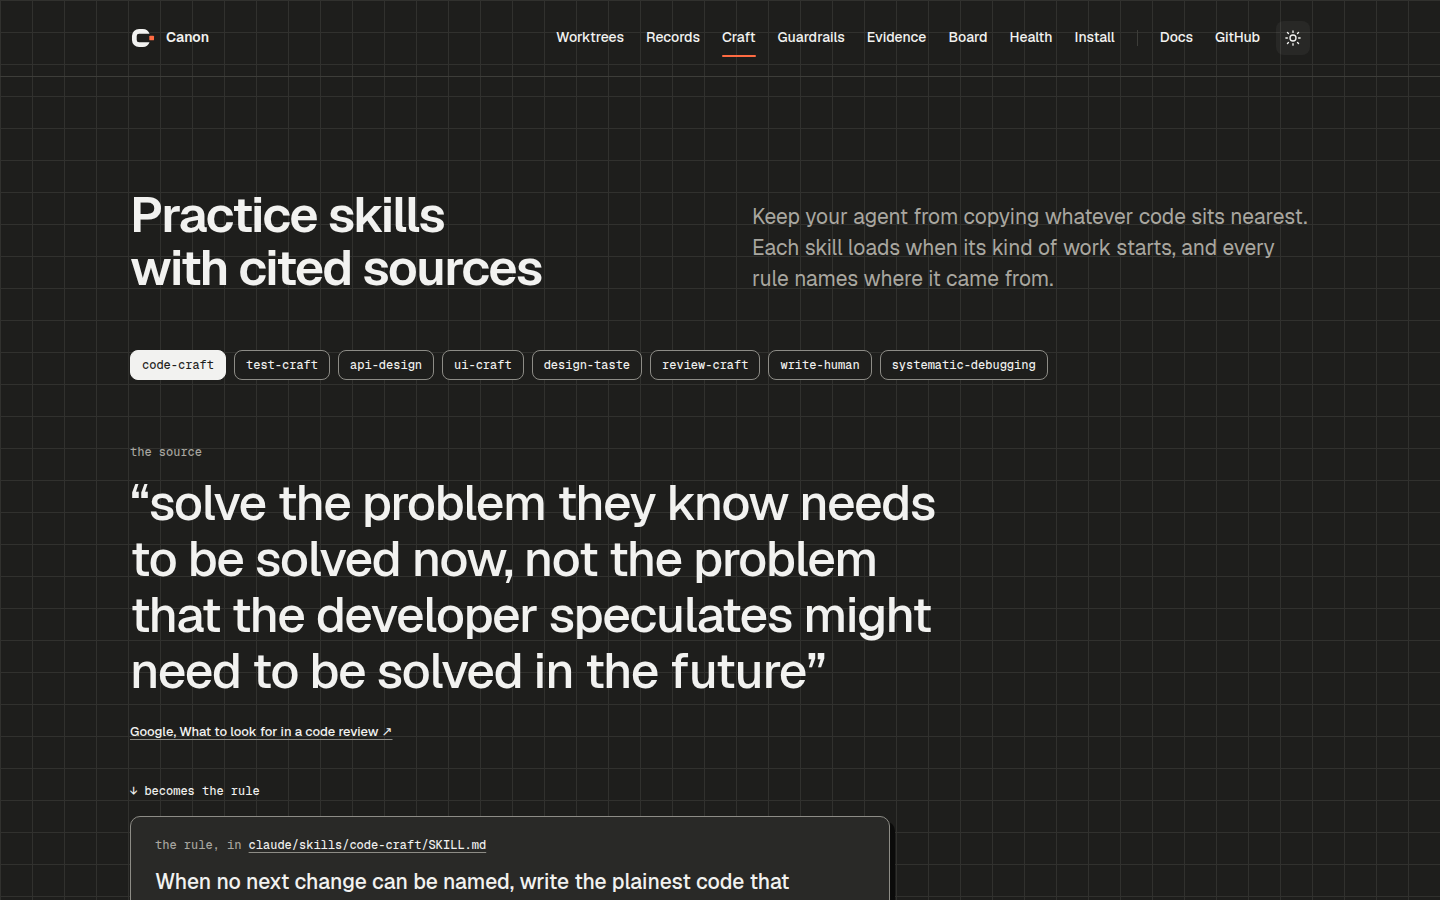 Canon
Worktrees Records Craft Guardrails Evidence Board Health Install Docs GitHub
Practice skills
with cited sources
Keep your agent from copying whatever code sits nearest.
Each skill loads when its kind of work starts, and every
rule names where it came from.
code-craft test-craft api-design ui-craft design-taste review-craft write-human systematic-debugging
the source
“solve the problem they know needs
to be solved now, not the problem
that the developer speculates might
need to be solved in the future”
Google, What to look for in a code review ↗
↓ becomes the rule
the rule, in claude/skills/code-craft/SKILL.md
When no next change can be named, write the plainest code that